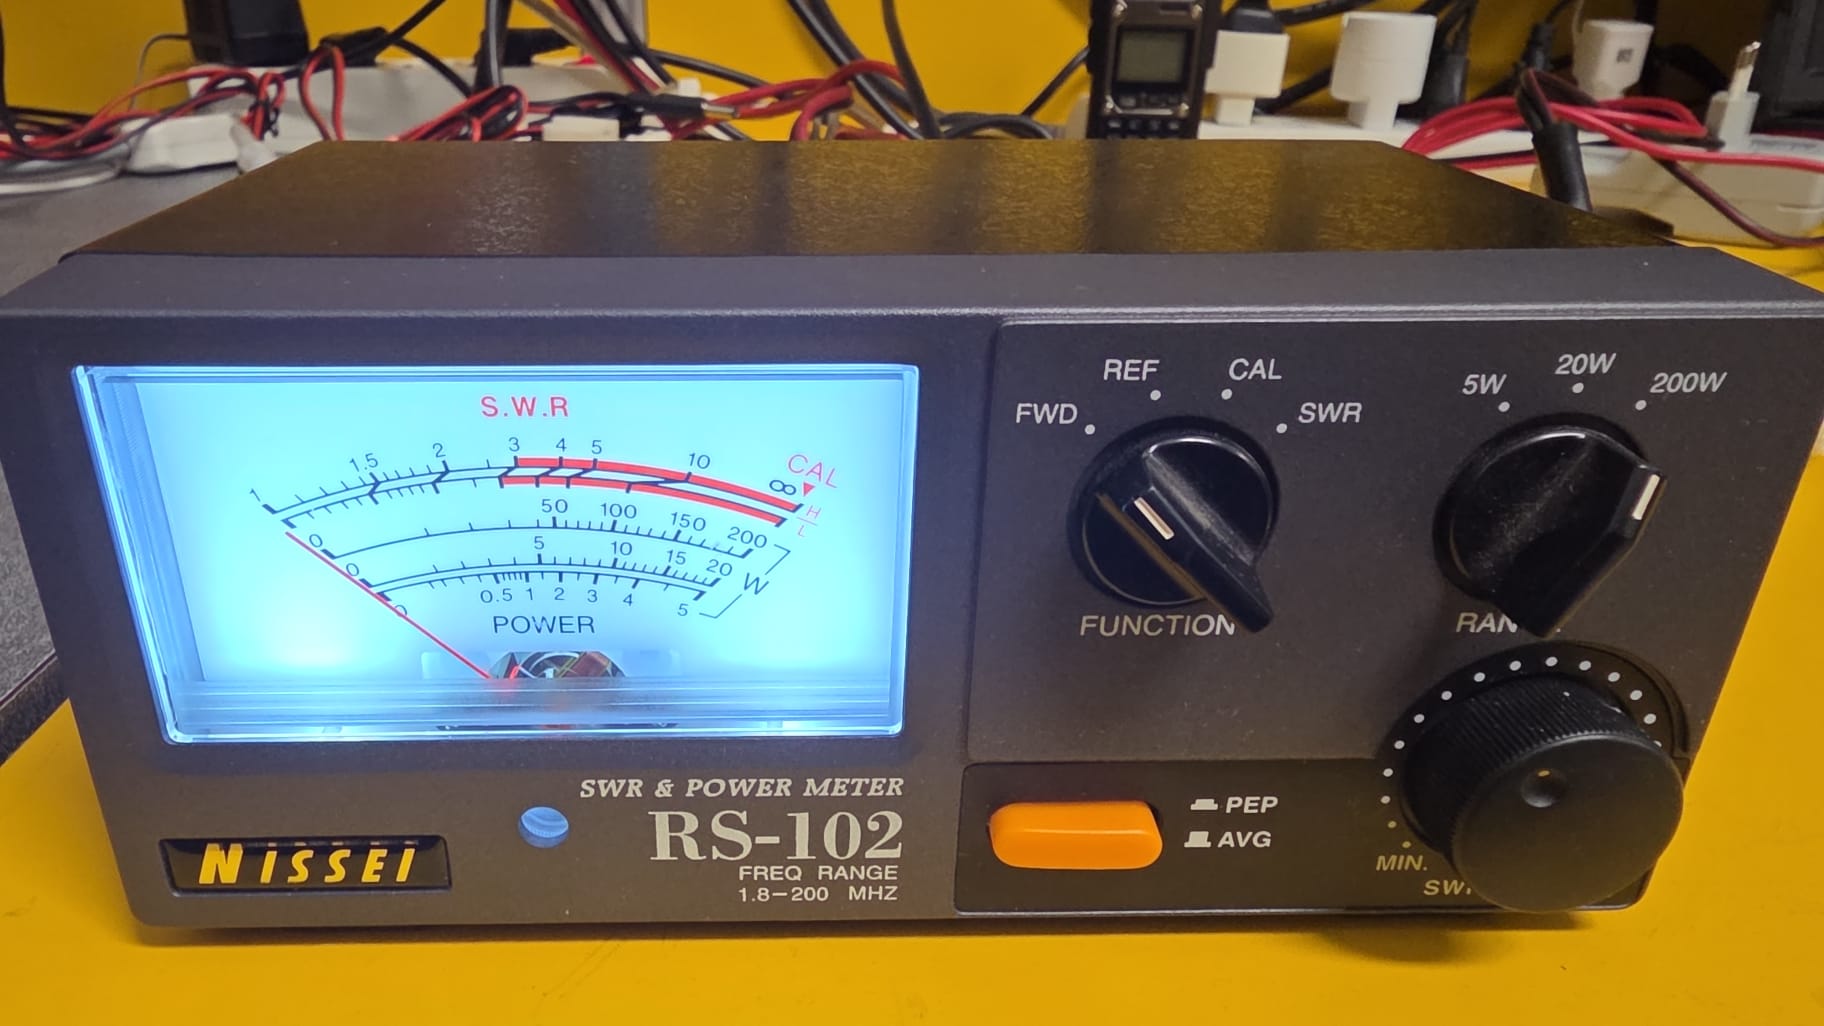 S.W.R
1 1.5 2 3 4 5 10 ∞ CAL
H
L
0 50 100 150 200
0 5 10 15 20 W
0 0.5 1 2 3 4 5
POWER
FWD REF CAL SWR
FUNCTION
5W 20W 200W
SWR & POWER METER
RS-102
FREQ RANGE
1.8-200 MHZ
NISSEI
PEP
AVG
MIN.